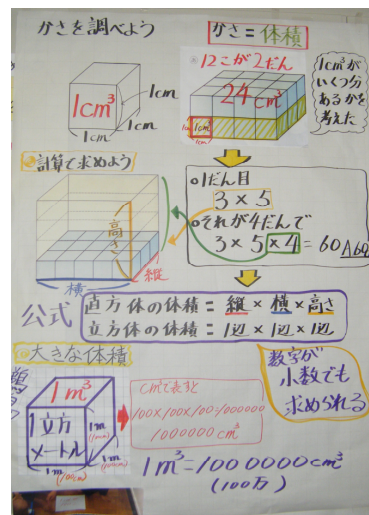 かさを調べよう
かさ=体積
1cm³
1cm
1cm
1cm
12こが2だん
24cm³
1cm³
1cm³が
いくつ分
あるかを
考えた
計算で求めよう
高さ
横
縦
○1だん目
3×5
○それが4だんで
3×5×4=60
公式
直方体の体積=縦×横×高さ
立方体の体積=1辺×1辺×1辺
大きな体積
数字が
小数でも
求められる
1m³
1立方
メートル
1m
(100cm)
1m
(100cm)
1m
(100cm)
cm³で表すと
100×100×100=1000000
1000000cm³
1m³=1000000cm³
(100万)